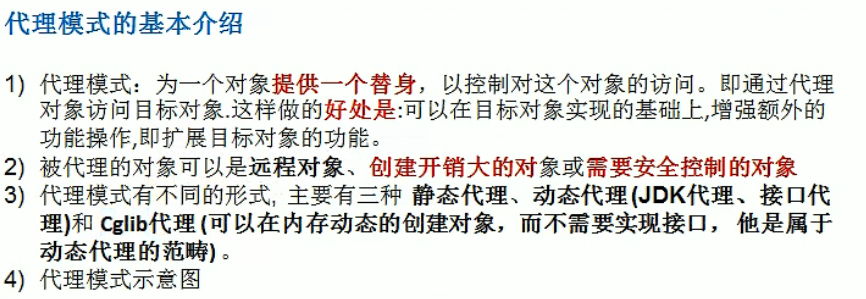 代理模式的基本介绍
1) 代理模式：为一个对象提供一个替身，以控制对这个对象的访问。即通过代理
对象访问目标对象.这样做的好处是:可以在目标对象实现的基础上,增强额外的
功能操作,即扩展目标对象的功能。
2) 被代理的对象可以是远程对象、创建开销大的对象或需要安全控制的对象
3) 代理模式有不同的形式, 主要有三种 静态代理、动态代理(JDK代理、接口代
理)和 Cglib代理 (可以在内存动态的创建对象，而不需要实现接口， 他是属于
动态代理的范畴) 。
4) 代理模式示意图